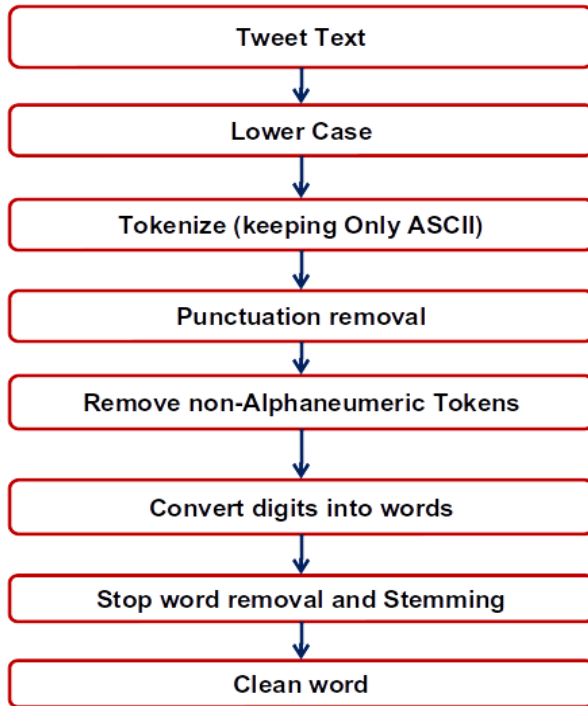 Tweet Text
Lower Case
Tokenize (keeping Only ASCII)
Punctuation removal
Remove non-Alphaneumeric Tokens
Convert digits into words
Stop word removal and Stemming
Clean word